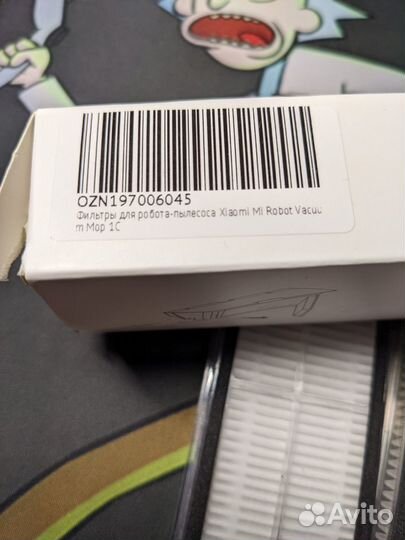 OZN197006045
Фильтры для робота-пылесоса Xiaomi Mi Robot Vacuu
m Mop 1C
Avito